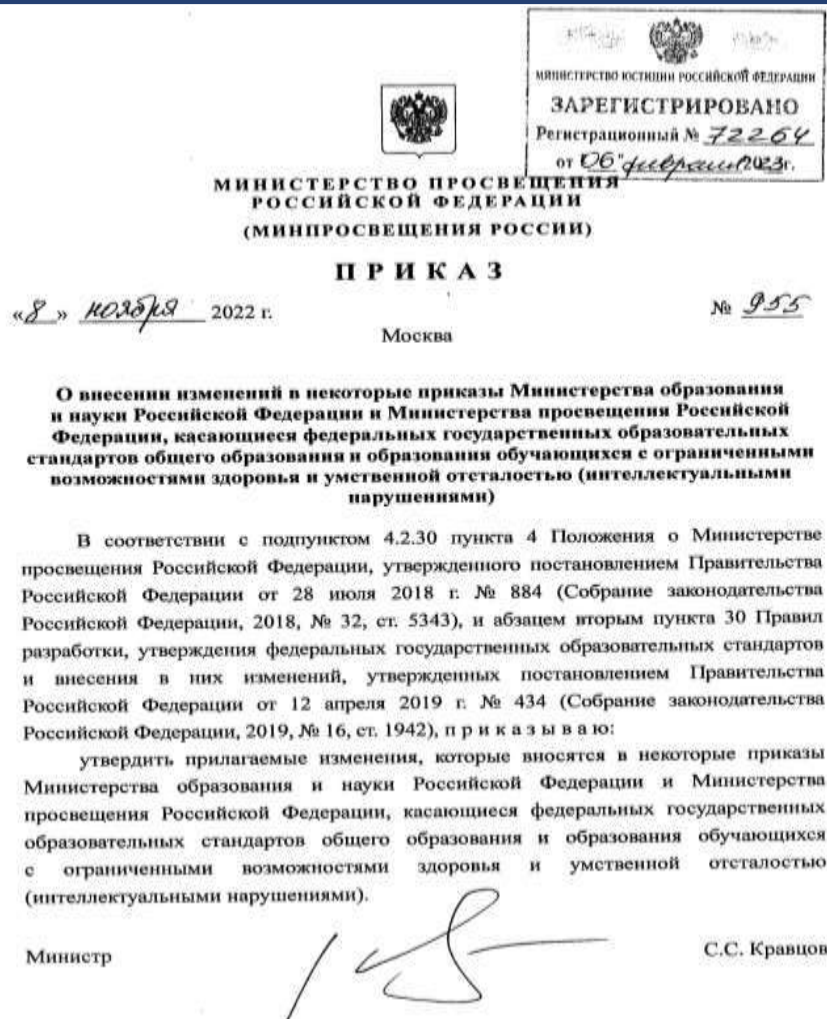 МИНИСТЕРСТВО ЮСТИЦИИ РОССИЙСКОЙ ФЕДЕРАЦИИ
ЗАРЕГИСТРИРОВАНО
Регистрационный № 72264
от "06" февраля 2023г.
МИНИСТЕРСТВО ПРОСВЕЩЕНИЯ
РОССИЙСКОЙ ФЕДЕРАЦИИ
(МИНПРОСВЕЩЕНИЯ РОССИИ)
П Р И К А З
«8» ноября 2022 г.
№ 955
Москва
О внесении изменений в некоторые приказы Министерства образования
и науки Российской Федерации и Министерства просвещения Российской
Федерации, касающиеся федеральных государственных образовательных
стандартов общего образования и образования обучающихся с ограниченными
возможностями здоровья и умственной отсталостью (интеллектуальными
нарушениями)
В соответствии с подпунктом 4.2.30 пункта 4 Положения о Министерстве
просвещения Российской Федерации, утвержденного постановлением Правительства
Российской Федерации от 28 июля 2018 г. № 884 (Собрание законодательства
Российской Федерации, 2018, № 32, ст. 5343), и абзацем вторым пункта 30 Правил
разработки, утверждения федеральных государственных образовательных стандартов
и внесения в них изменений, утвержденных постановлением Правительства
Российской Федерации от 12 апреля 2019 г. № 434 (Собрание законодательства
Российской Федерации, 2019, № 16, ст. 1942), п р и к а з ы в а ю:
утвердить прилагаемые изменения, которые вносятся в некоторые приказы
Министерства образования и науки Российской Федерации и Министерства
просвещения Российской Федерации, касающиеся федеральных государственных
образовательных стандартов общего образования и образования обучающихся
с ограниченными возможностями здоровья и умственной отсталостью
(интеллектуальными нарушениями).
Министр
С.С. Кравцов